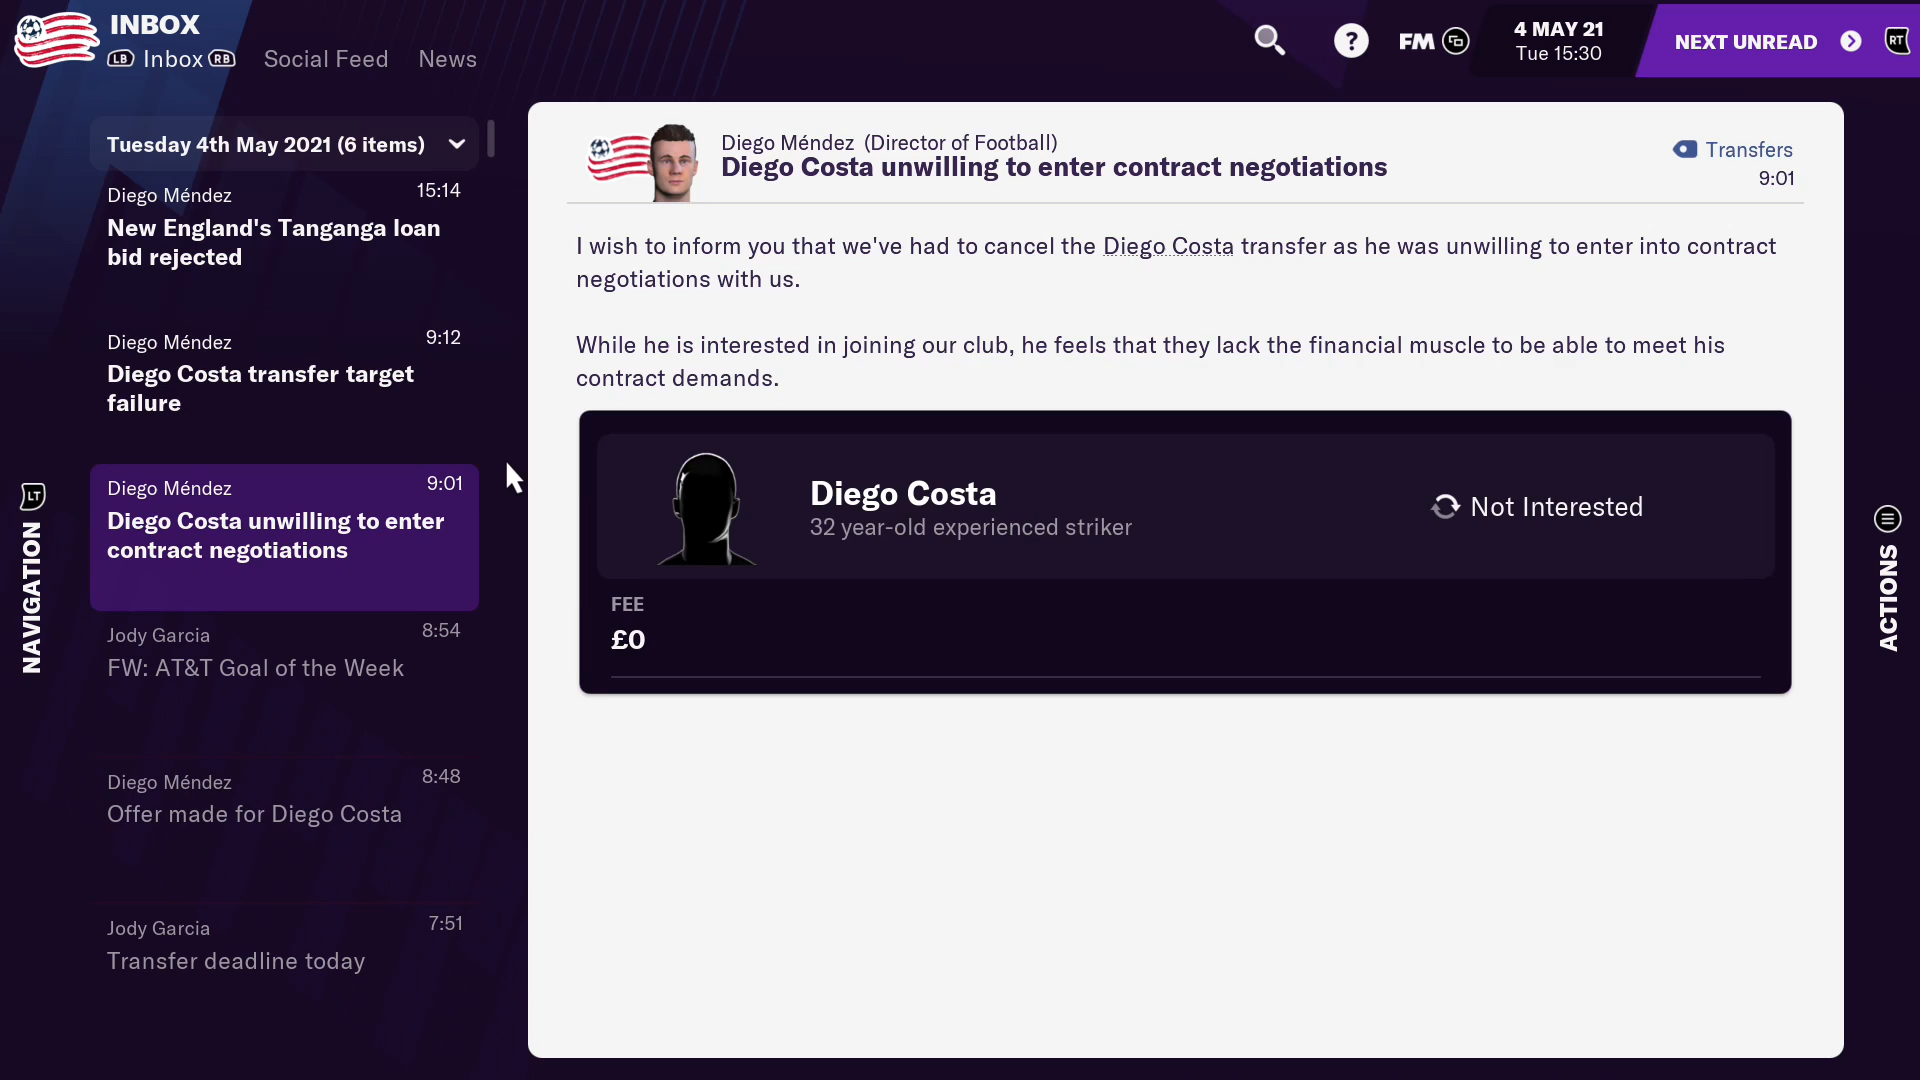 INBOX
LB Inbox RB
Social Feed
News
?
FM
4 MAY 21
Tue 15:30
NEXT UNREAD
RT
Tuesday 4th May 2021 (6 items)
Diego Méndez
15:14
New England's Tanganga loan
bid rejected
Diego Méndez
9:12
Diego Costa transfer target
failure
Diego Méndez
9:01
Diego Costa unwilling to enter
contract negotiations
Jody Garcia
8:54
FW: AT&T Goal of the Week
Diego Méndez
8:48
Offer made for Diego Costa
Jody Garcia
7:51
Transfer deadline today
LT
NAVIGATION
Diego Méndez (Director of Football)
Diego Costa unwilling to enter contract negotiations
Transfers
9:01
I wish to inform you that we've had to cancel the Diego Costa transfer as he was unwilling to enter into contract
negotiations with us.
While he is interested in joining our club, he feels that they lack the financial muscle to be able to meet his
contract demands.
Diego Costa
32 year-old experienced striker
Not Interested
FEE
£0
ACTIONS